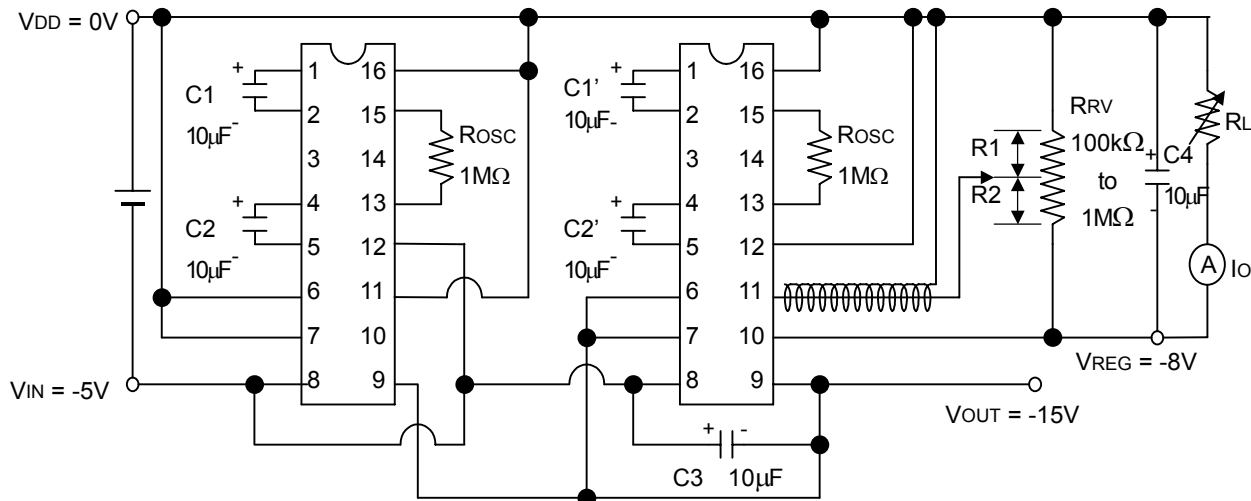 VDD = 0V
C1
+
-
10µF
1
2
3
4
5
6
7
8
16
15
14
13
12
11
10
9
ROSC
1MΩ
C2
+
-
10µF
VIN = -5V
C1'
+
-
10µF
1
2
3
4
5
6
7
8
16
15
14
13
12
11
10
9
ROSC
1MΩ
C2'
+
-
10µF
C3
+ -
10µF
R1
R2
RRV
100kΩ
to
1MΩ
+
C4
10µF
-
RL
A
IO
VREG = -8V
VOUT = -15V